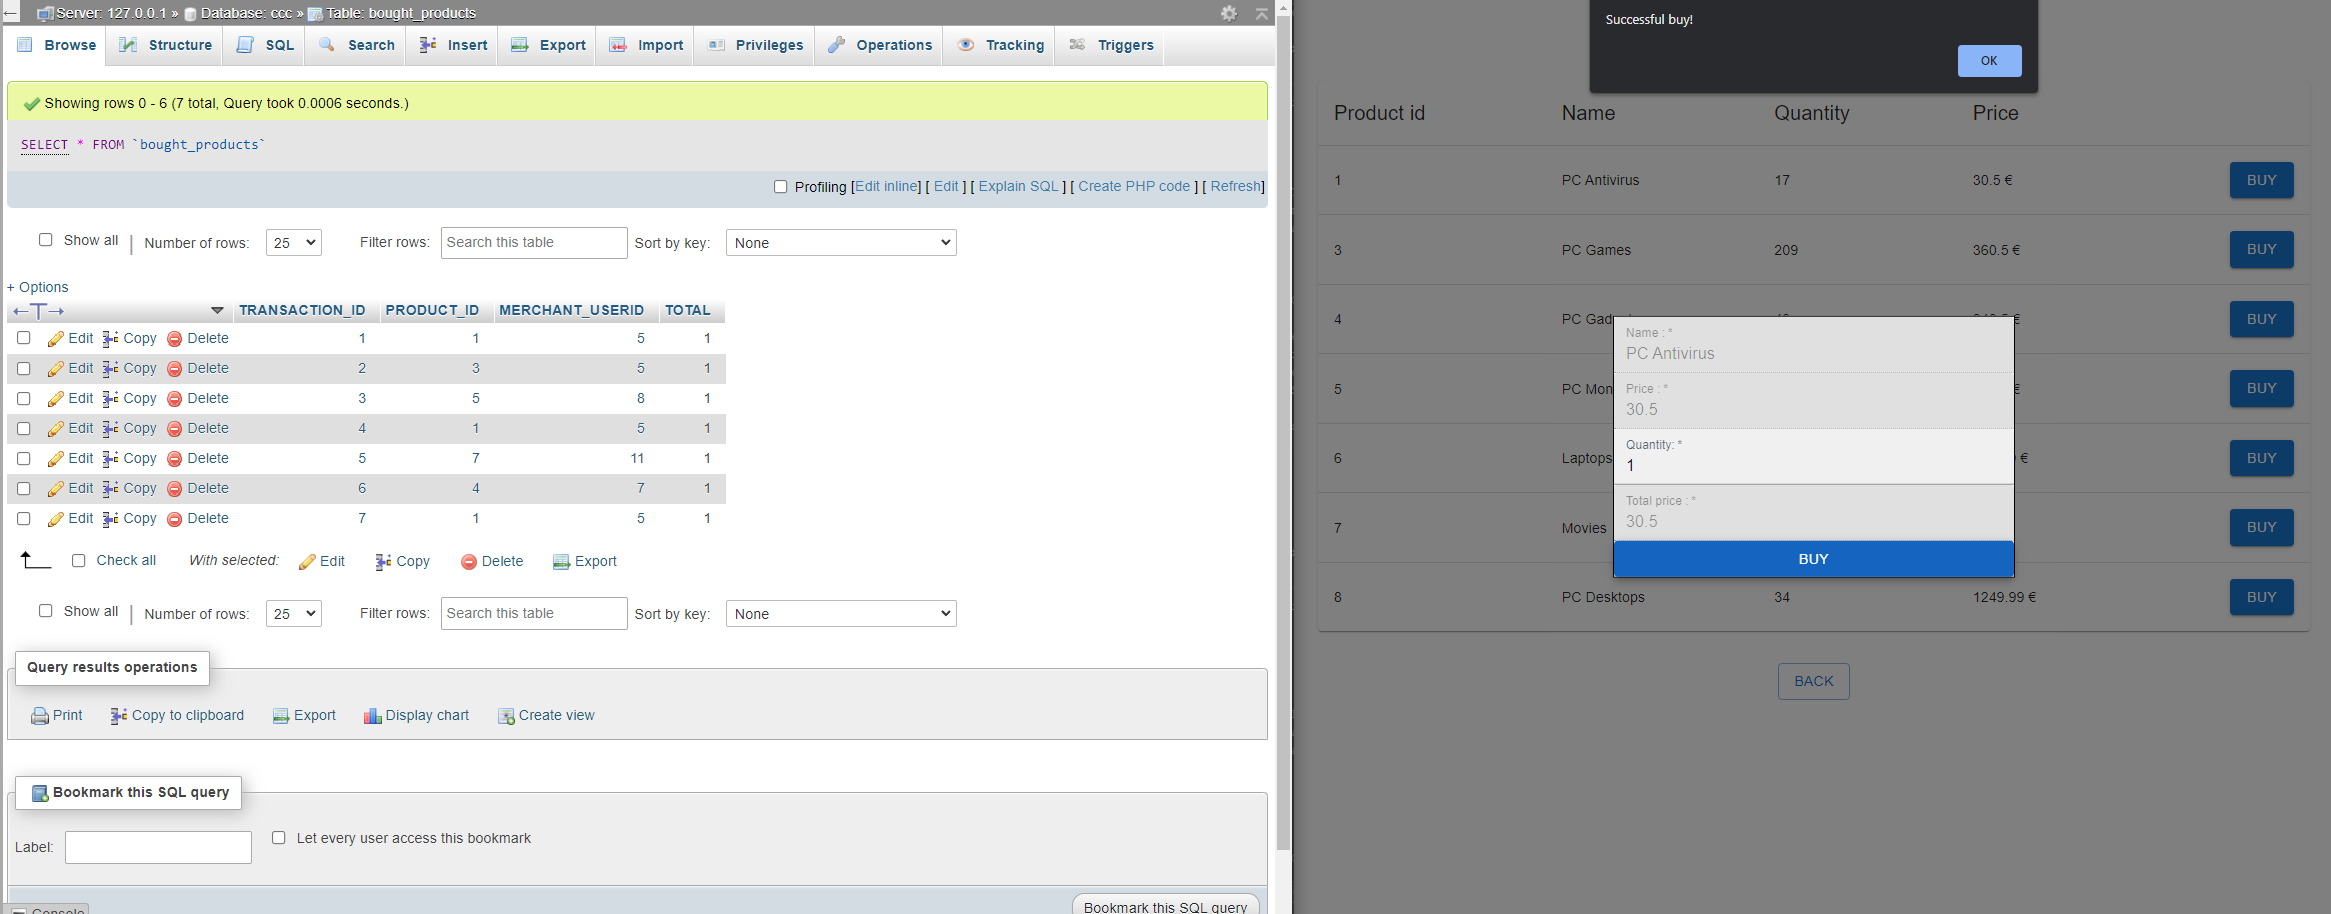 Server: 127.0.0.1 » Database: ccc » Table: bought_products
Browse Structure SQL Search Insert Export Import Privileges Operations Tracking Triggers
Showing rows 0 - 6 (7 total, Query took 0.0006 seconds.)
SELECT * FROM `bought_products`
Profiling [Edit inline] [ Edit ] [ Explain SQL ] [ Create PHP code ] [ Refresh]
Show all | Number of rows: 25 Filter rows: Search this table Sort by key: None
+ Options
TRANSACTION_ID PRODUCT_ID MERCHANT_USERID TOTAL
Edit Copy Delete 1 1 5 1
Edit Copy Delete 2 3 5 1
Edit Copy Delete 3 5 8 1
Edit Copy Delete 4 1 5 1
Edit Copy Delete 5 7 11 1
Edit Copy Delete 6 4 7 1
Edit Copy Delete 7 1 5 1
Check all With selected: Edit Copy Delete Export
Show all | Number of rows: 25 Filter rows: Search this table Sort by key: None
Query results operations
Print Copy to clipboard Export Display chart Create view
Bookmark this SQL query
Label: Let every user access this bookmark
Bookmark this SQL query
Console
Successful buy!
OK
Product id Name Quantity Price
1 PC Antivirus 17 30.5 € BUY
3 PC Games 209 360.5 € BUY
4 PC Gad € BUY
5 PC Mon € BUY
6 Laptops € BUY
7 Movies BUY
8 PC Desktops 34 1249.99 € BUY
Name : *
PC Antivirus
Price : *
30.5
Quantity: *
1
Total price : *
30.5
BUY
BACK